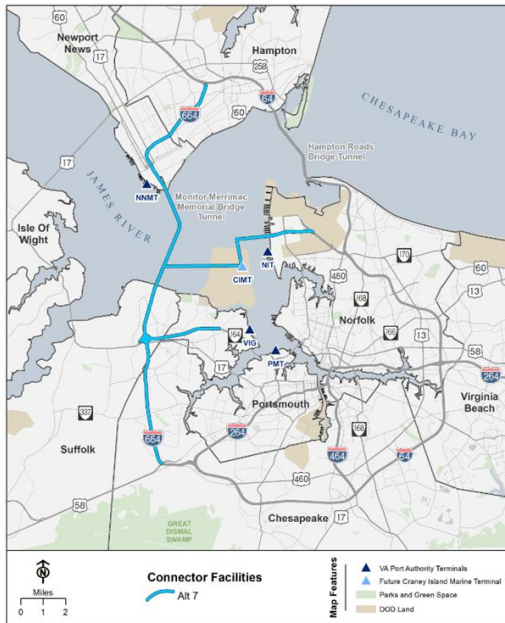 60
Newport
News
17
Hampton
258
664
64
60
CHESAPEAKE BAY
Hampton Roads
Bridge Tunnel
17
JAMES RIVER
NNMT
Monitor Merrimac
Memorial Bridge
Tunnel
Isle Of
Wight
NIT
CIMT
170
460
60
13
168
Norfolk
166
13
164
VIG
17
PMT
58
264
Virginia
Beach
Portsmouth
337
Suffolk
664
264
464
168
64
460
58
Chesapeake
17
GREAT
DISMAL
SWAMP
N
Miles
0 1 2
Connector Facilities
Alt 7
Map Features
VA Port Authority Terminals
Future Craney Island Marine Terminal
Parks and Green Space
DOD Land